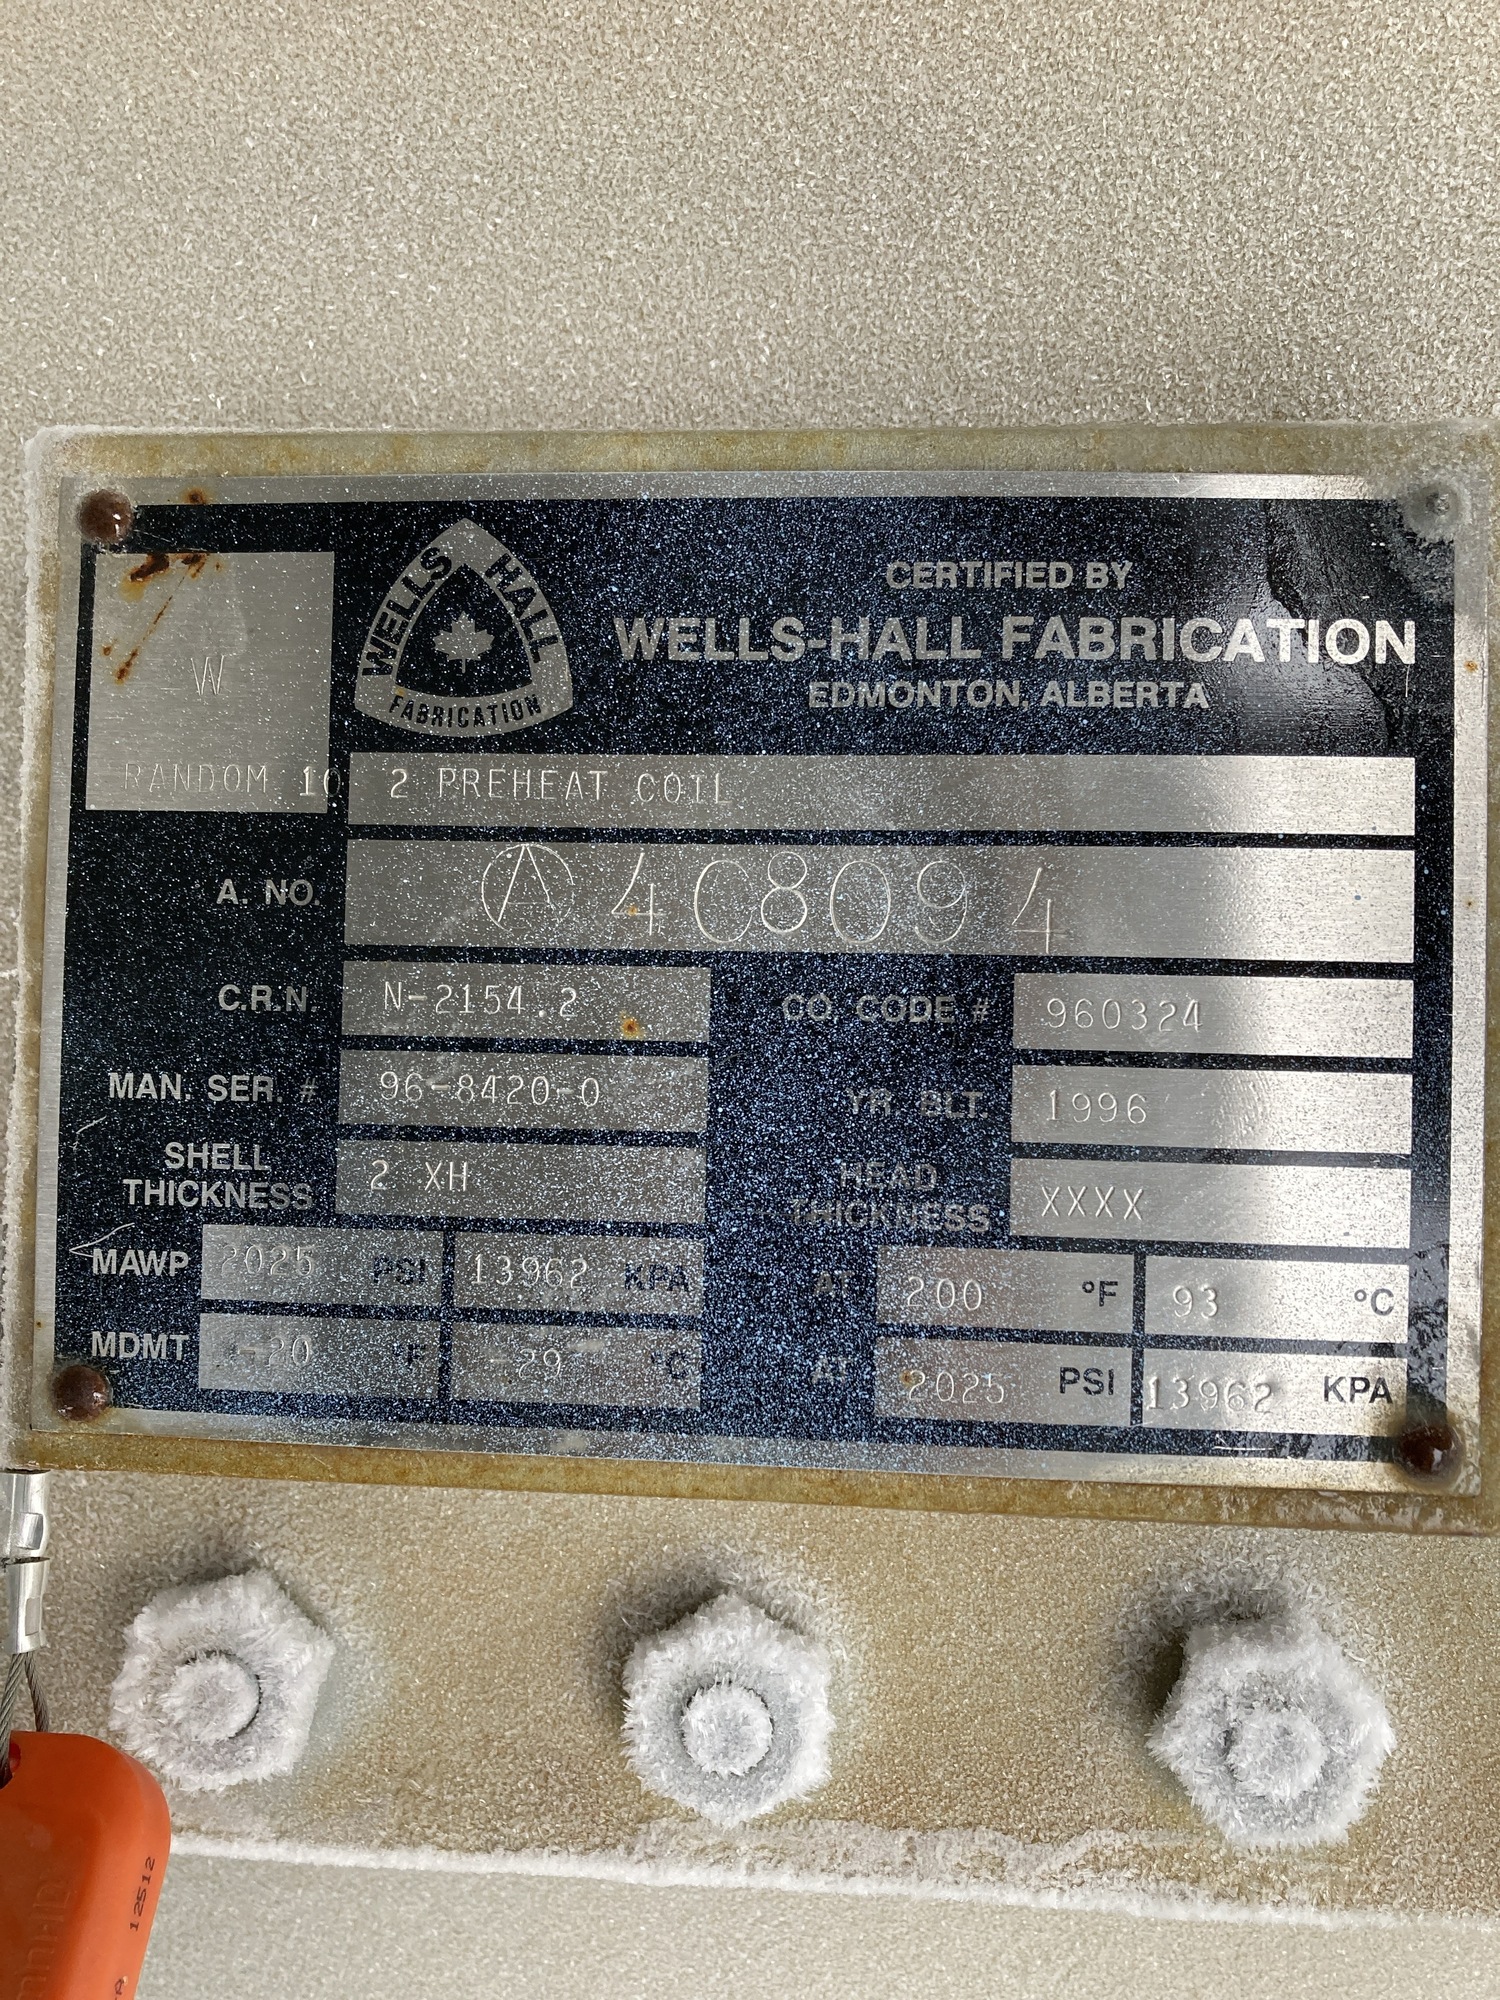 WELLS HALL
FABRICATION
CERTIFIED BY
WELLS-HALL FABRICATION
EDMONTON, ALBERTA
W
RANDOM 10 2 PREHEAT COIL
A. NO. A 4C8094
C.R.N. N-2154.2 CO. CODE # 960324
MAN. SER. # 96-8420-0 YR. BLT. 1996
SHELL THICKNESS 2 XH HEAD THICKNESS XXXX
MAWP 2025 PSI 13962 KPA AT 200 °F 93 °C
MDMT -20 °F -29 °C AT 2025 PSI 13962 KPA
12512